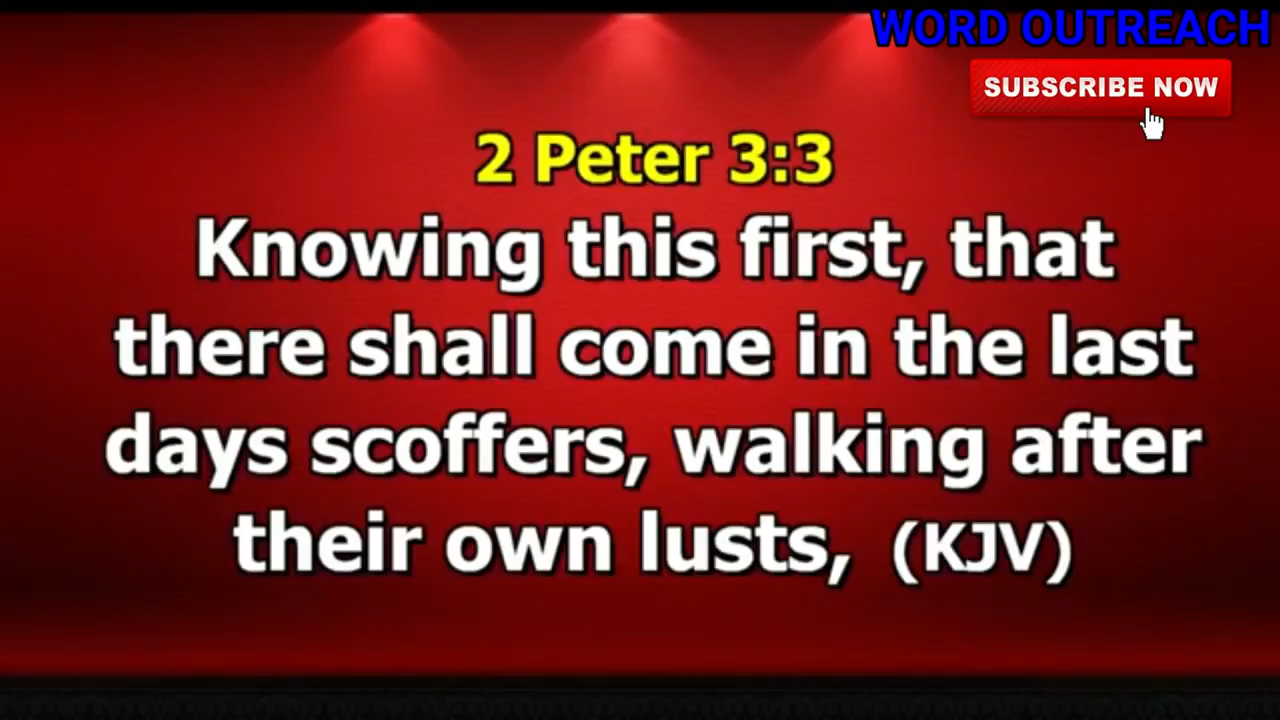 WORD OUTREACH
SUBSCRIBE NOW
2 Peter 3:3
Knowing this first, that
there shall come in the last
days scoffers, walking after
their own lusts, (KJV)